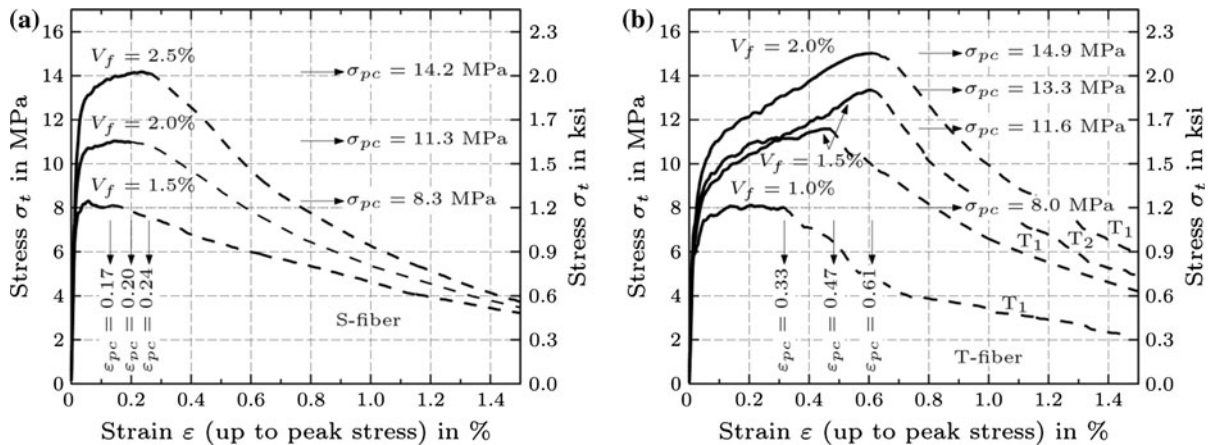 (a)
16
14
12
10
8
6
4
2
0
Stress σt in MPa
2.3
2.0
1.7
1.5
1.2
0.9
0.6
0.3
0.0
Stress σt in ksi
Vf = 2.5%
Vf = 2.0%
Vf = 1.5%
σpc = 14.2 MPa
σpc = 11.3 MPa
σpc = 8.3 MPa
εpc = 0.17
εpc = 0.20
εpc = 0.24
S-fiber
0 0.2 0.4 0.6 0.8 1.0 1.2 1.4
Strain ε (up to peak stress) in %
(b)
16
14
12
10
8
6
4
2
0
Stress σt in MPa
2.3
2.0
1.7
1.5
1.2
0.9
0.6
0.3
0.0
Stress σt in ksi
Vf = 2.0%
Vf = 1.5%
Vf = 1.0%
σpc = 14.9 MPa
σpc = 13.3 MPa
σpc = 11.6 MPa
σpc = 8.0 MPa
T1
T2
T1
T1
εpc = 0.33
εpc = 0.47
εpc = 0.61
T-fiber
0 0.2 0.4 0.6 0.8 1.0 1.2 1.4
Strain ε (up to peak stress) in %